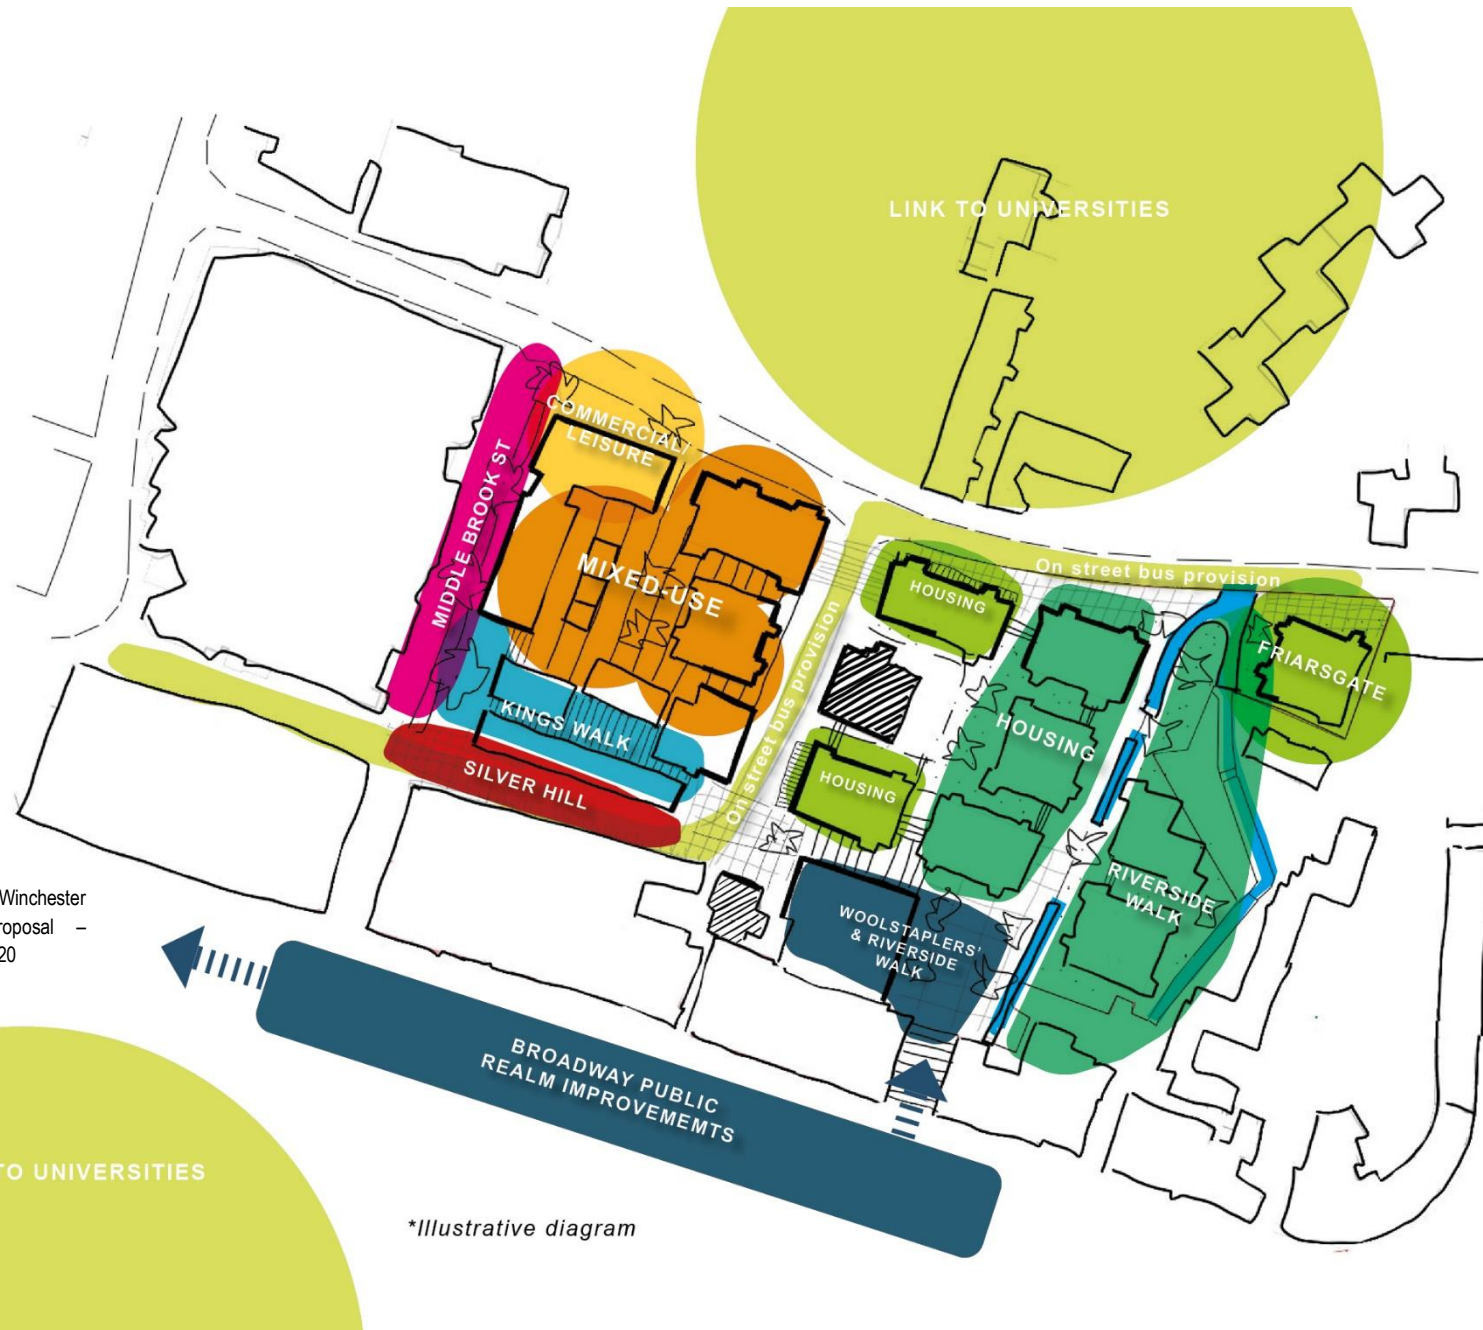 LINK TO UNIVERSITIES
COMMERCIAL/
LEISURE
MIDDLE BROOK ST
MIXED-USE
On street bus provision
HOUSING
FRIARSGATE
On street bus provision
KINGS WALK
HOUSING
SILVER HILL
HOUSING
RIVERSIDE
WALK
WOOLSTAPLERS'
& RIVERSIDE
WALK
Winchester
roposal –
20
BROADWAY PUBLIC
REALM IMPROVEMEMTS
TO UNIVERSITIES
*Illustrative diagram